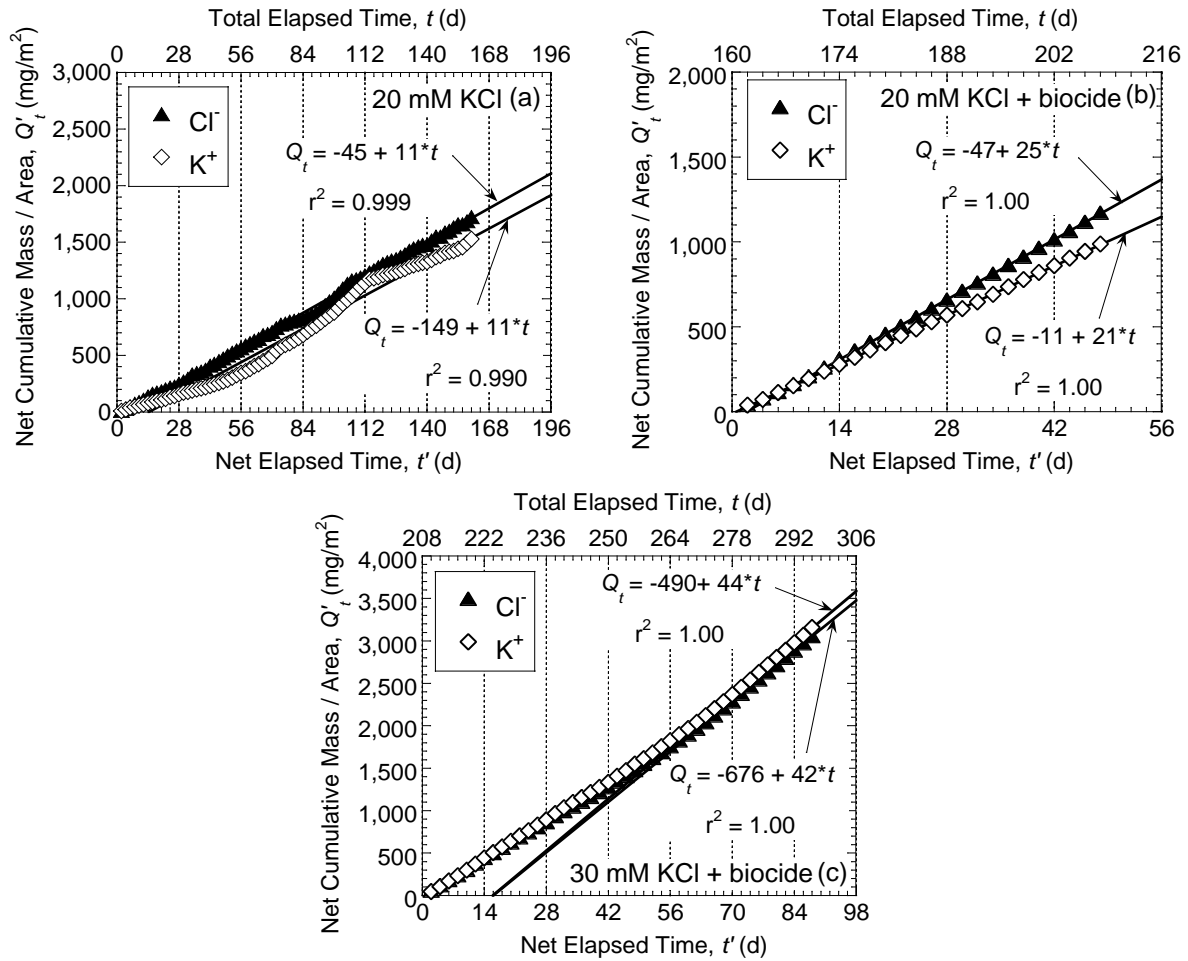 Total Elapsed Time, t (d)
0 28 56 84 112 140 168 196
Net Cumulative Mass / Area, Q′t (mg/m²)
3,000
2,500
2,000
1,500
1,000
500
0
20 mM KCl (a)
Cl⁻
K⁺
Qt = -45 + 11*t
r² = 0.999
Qt = -149 + 11*t
r² = 0.990
0 28 56 84 112 140 168 196
Net Elapsed Time, t′ (d)
Total Elapsed Time, t (d)
160 174 188 202 216
Net Cumulative Mass / Area, Q′t (mg/m²)
2,000
1,500
1,000
500
0
20 mM KCl + biocide (b)
Cl⁻
K⁺
Qt = -47+ 25*t
r² = 1.00
Qt = -11 + 21*t
r² = 1.00
0 14 28 42 56
Net Elapsed Time, t′ (d)
Total Elapsed Time, t (d)
208 222 236 250 264 278 292 306
Net Cumulative Mass / Area, Q′t (mg/m²)
4,000
3,500
3,000
2,500
2,000
1,500
1,000
500
0
Cl⁻
K⁺
Qt = -490+ 44*t
r² = 1.00
Qt = -676 + 42*t
r² = 1.00
30 mM KCl + biocide (c)
0 14 28 42 56 70 84 98
Net Elapsed Time, t′ (d)